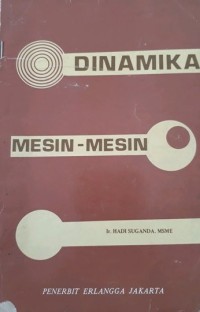 DINAMIKA
MESIN - MESIN
Ir. HADI SUGANDA, MSME
PENERBIT ERLANGGA JAKARTA